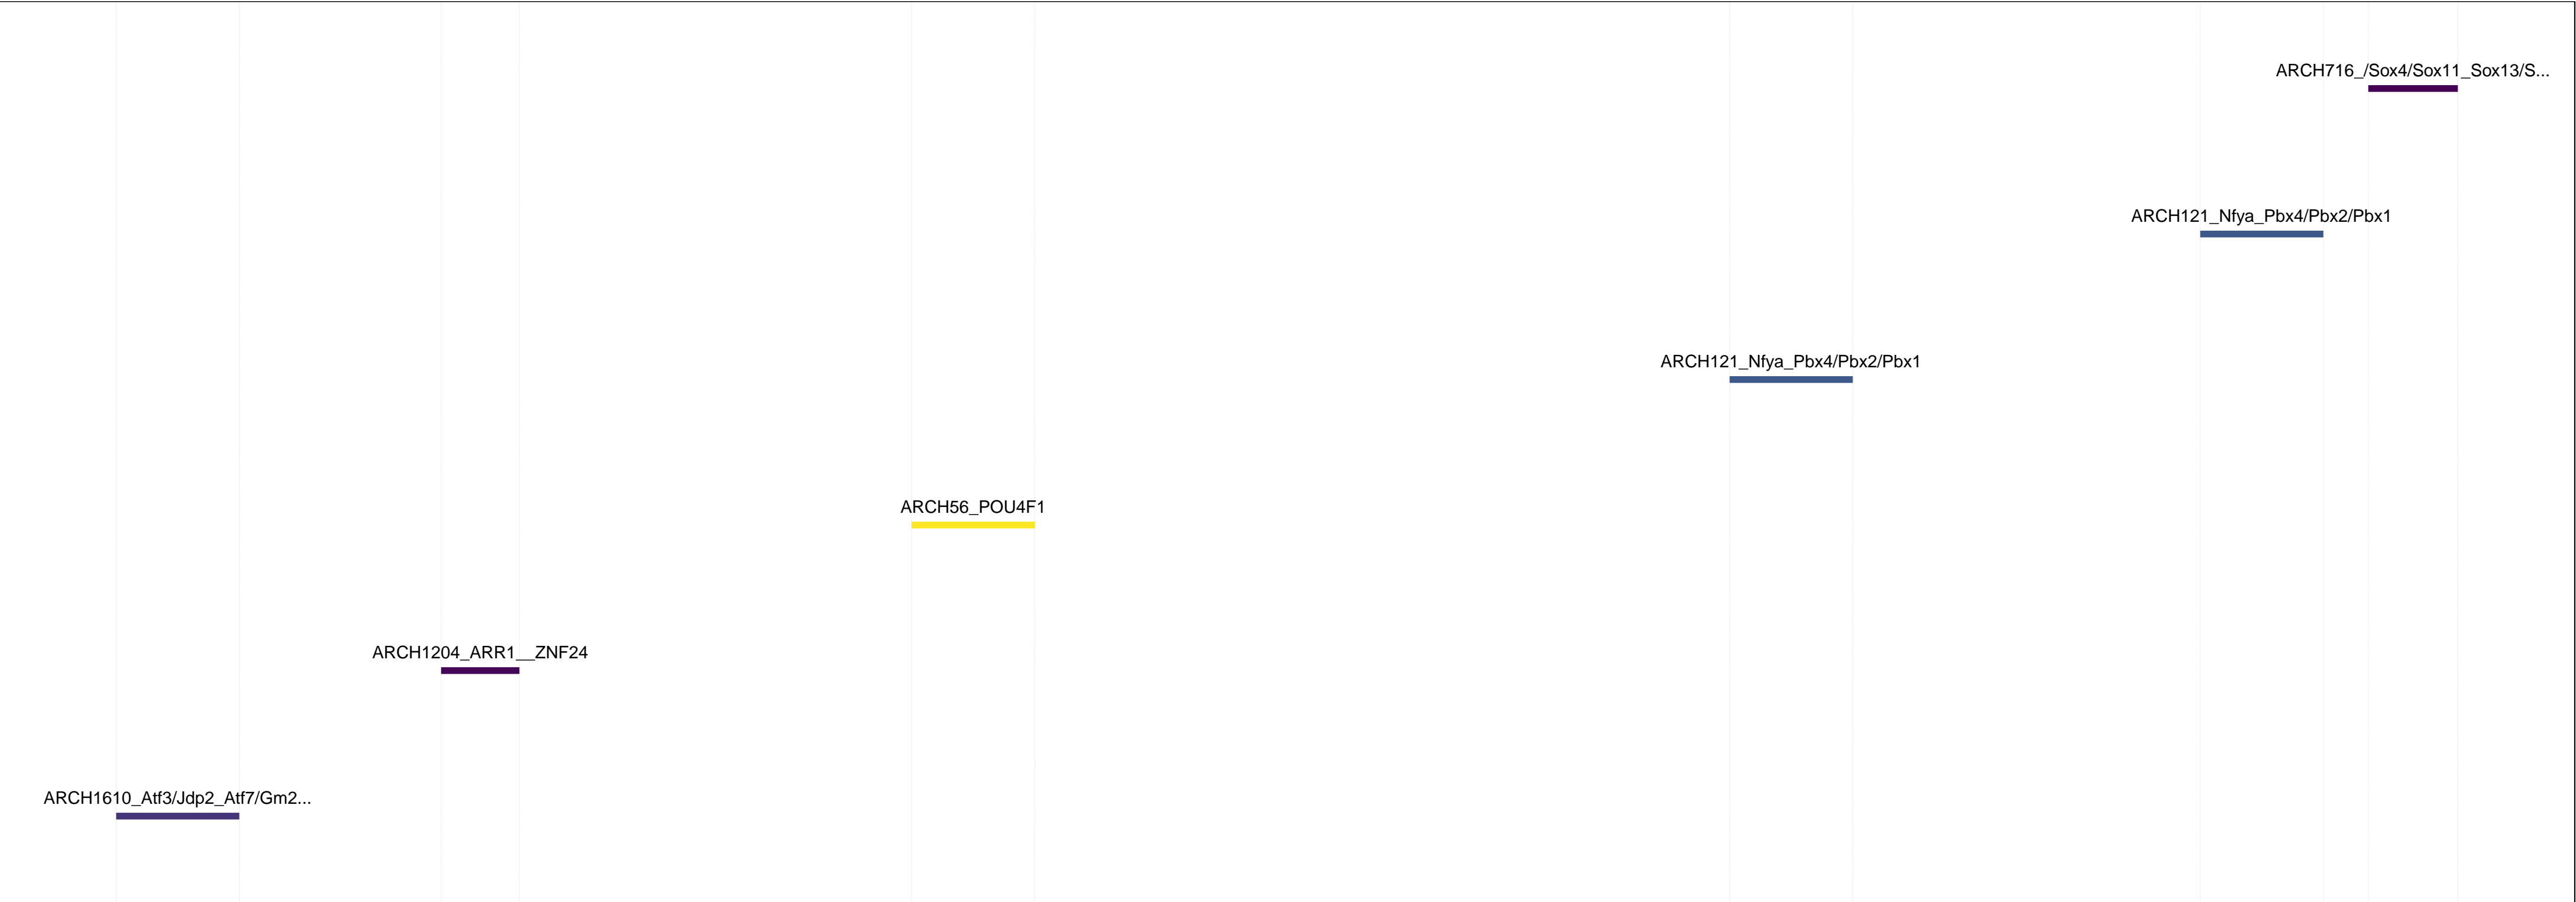 ARCH716_/Sox4/Sox11_Sox13/S...
ARCH121_Nfya_Pbx4/Pbx2/Pbx1
ARCH121_Nfya_Pbx4/Pbx2/Pbx1
ARCH56_POU4F1
ARCH1204_ARR1__ZNF24
ARCH1610_Atf3/Jdp2_Atf7/Gm2...